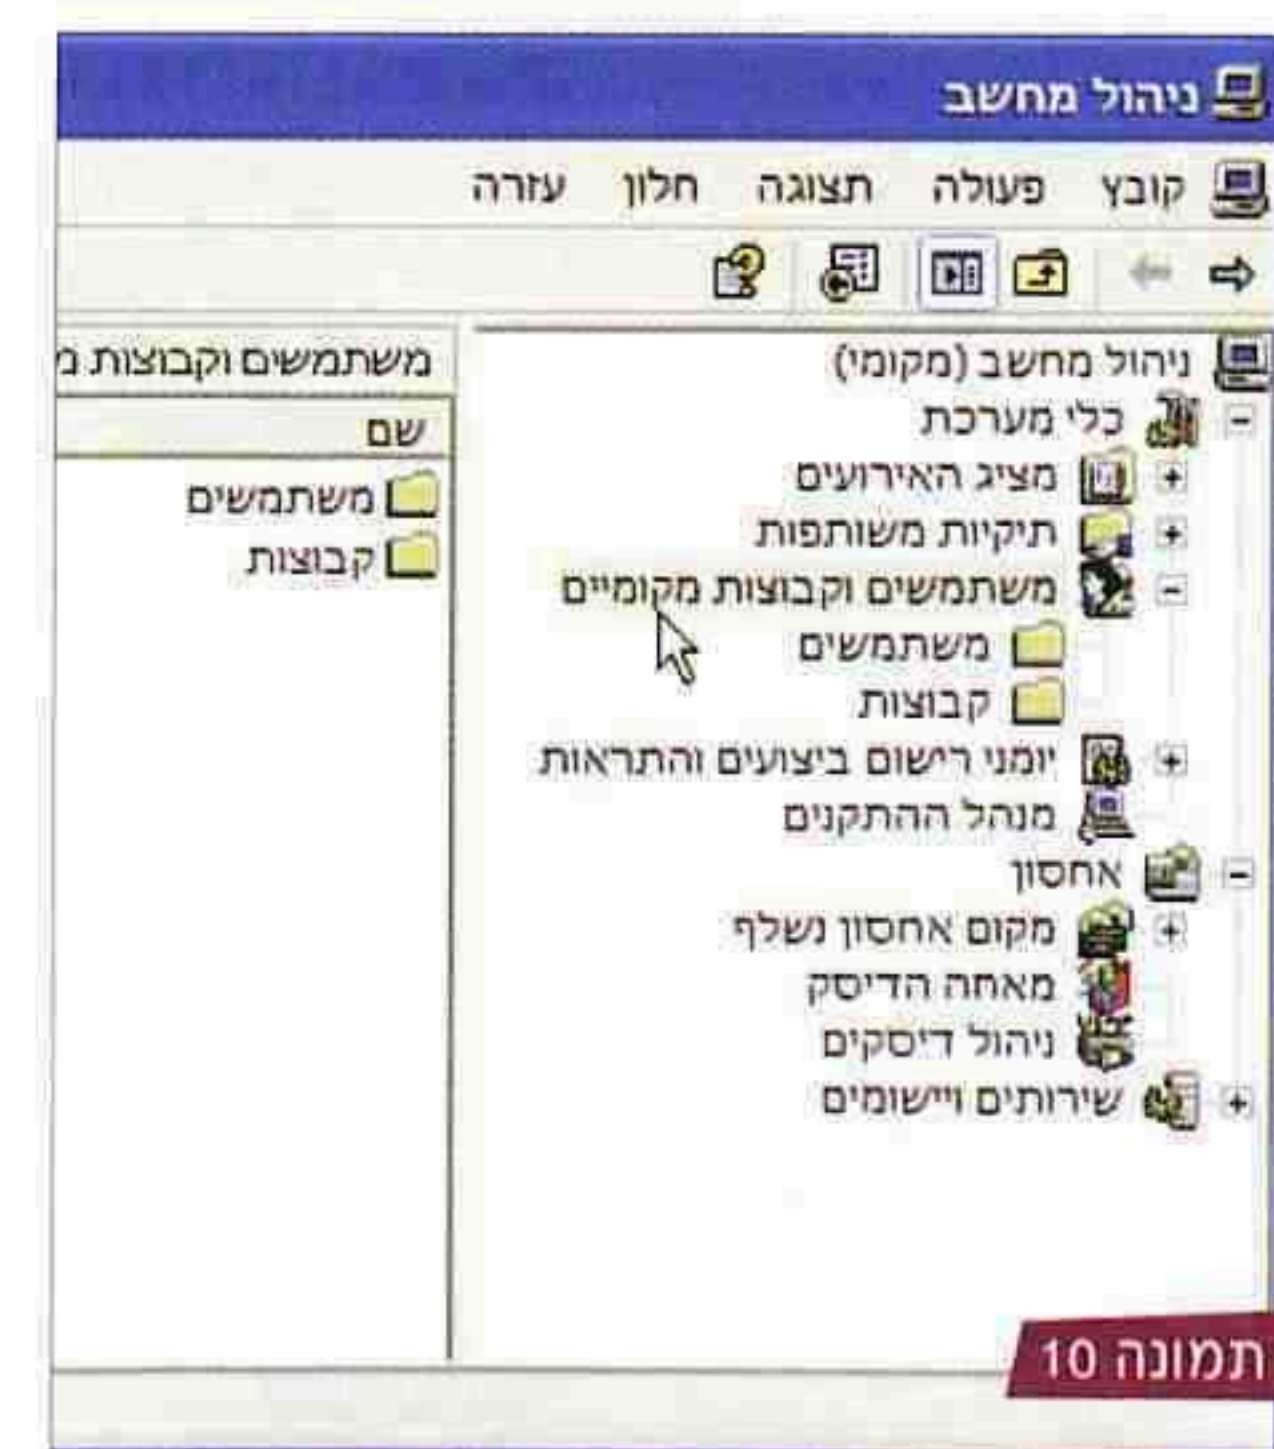 ניהול מחשב
קובץ פעולה תצוגה חלון עזרה
ניהול מחשב (מקומי)
כלי מערכת
מציג האירועים
תיקיות משותפות
משתמשים וקבוצות מקומיים
משתמשים
קבוצות
יומני רישום ביצועים והתראות
מנהל ההתקנים
אחסון
מקום אחסון נשלף
מאחה הדיסק
ניהול דיסקים
שירותים ויישומים
משתמשים וקבוצות מ
שם
משתמשים
קבוצות
תמונה 10